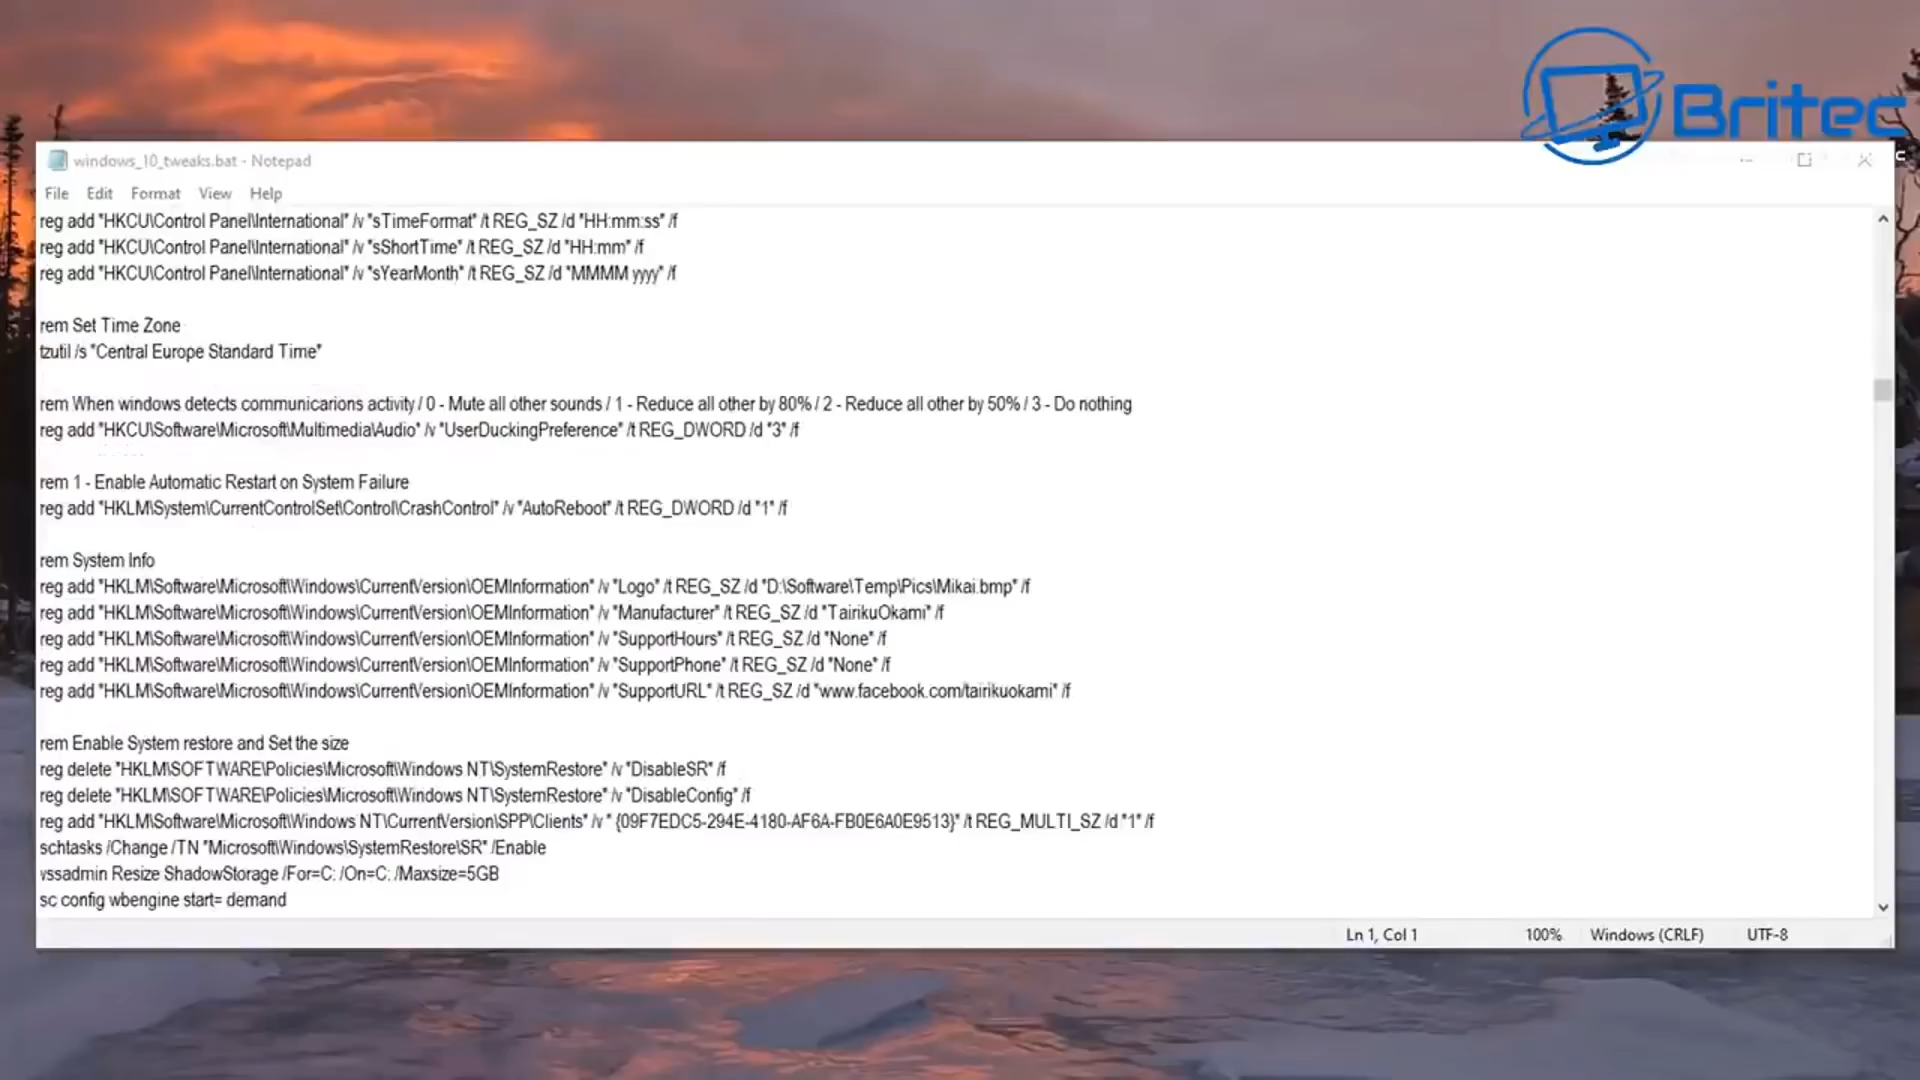 Britec
windows_10_tweaks.bat - Notepad
File Edit Format View Help
reg add "HKCU\Control Panel\International" /v "sTimeFormat" /t REG_SZ /d "HH:mm:ss" /f
reg add "HKCU\Control Panel\International" /v "sShortTime" /t REG_SZ /d "HH:mm" /f
reg add "HKCU\Control Panel\International" /v "sYearMonth" /t REG_SZ /d "MMMM yyyy" /f
rem Set Time Zone
tzutil /s "Central Europe Standard Time"
rem When windows detects communicarions activity / 0 - Mute all other sounds / 1 - Reduce all other by 80% / 2 - Reduce all other by 50% / 3 - Do nothing
reg add "HKCU\Software\Microsoft\Multimedia\Audio" /v "UserDuckingPreference" /t REG_DWORD /d "3" /f
rem 1 - Enable Automatic Restart on System Failure
reg add "HKLM\System\CurrentControlSet\Control\CrashControl" /v "AutoReboot" /t REG_DWORD /d "1" /f
rem System Info
reg add "HKLM\Software\Microsoft\Windows\CurrentVersion\OEMInformation" /v "Logo" /t REG_SZ /d "D:\Software\Temp\Pics\Mikai.bmp" /f
reg add "HKLM\Software\Microsoft\Windows\CurrentVersion\OEMInformation" /v "Manufacturer" /t REG_SZ /d "TairikuOkami" /f
reg add "HKLM\Software\Microsoft\Windows\CurrentVersion\OEMInformation" /v "SupportHours" /t REG_SZ /d "None" /f
reg add "HKLM\Software\Microsoft\Windows\CurrentVersion\OEMInformation" /v "SupportPhone" /t REG_SZ /d "None" /f
reg add "HKLM\Software\Microsoft\Windows\CurrentVersion\OEMInformation" /v "SupportURL" /t REG_SZ /d "www.facebook.com/tairikuokami" /f
rem Enable System restore and Set the size
reg delete "HKLM\SOFTWARE\Policies\Microsoft\Windows NT\SystemRestore" /v "DisableSR" /f
reg delete "HKLM\SOFTWARE\Policies\Microsoft\Windows NT\SystemRestore" /v "DisableConfig" /f
reg add "HKLM\Software\Microsoft\Windows NT\CurrentVersion\SPP\Clients" /v " {09F7EDC5-294E-4180-AF6A-FB0E6A0E9513}" /t REG_MULTI_SZ /d "1" /f
schtasks /Change /TN "Microsoft\Windows\SystemRestore\SR" /Enable
vssadmin Resize ShadowStorage /For=C: /On=C: /Maxsize=5GB
sc config wbengine start= demand
Ln 1, Col 1 100% Windows (CRLF) UTF-8